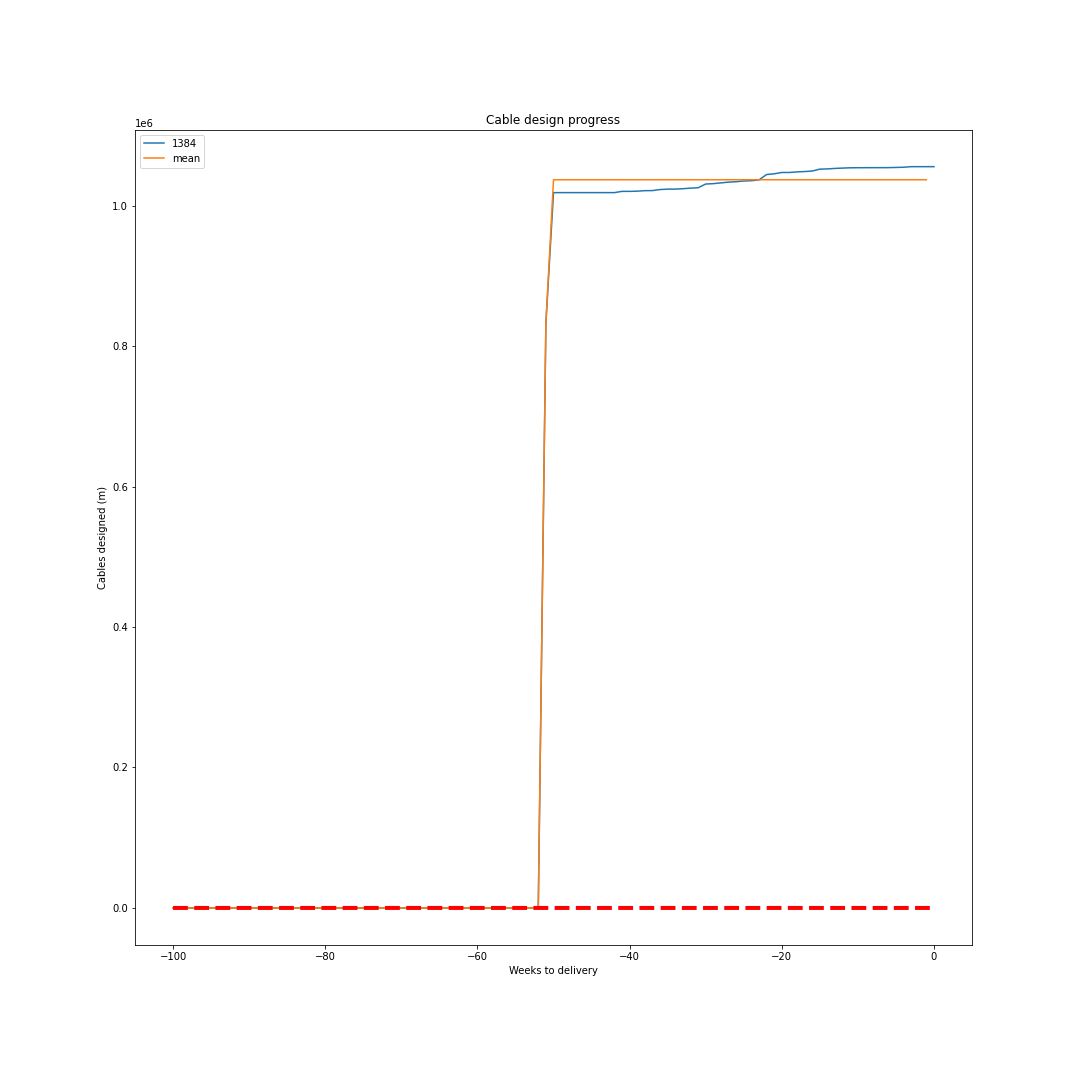 Cable design progress
1e6
1384
mean
1.0
0.8
0.6
0.4
0.2
0.0
Cables designed (m)
−100
−80
−60
−40
−20
0
Weeks to delivery